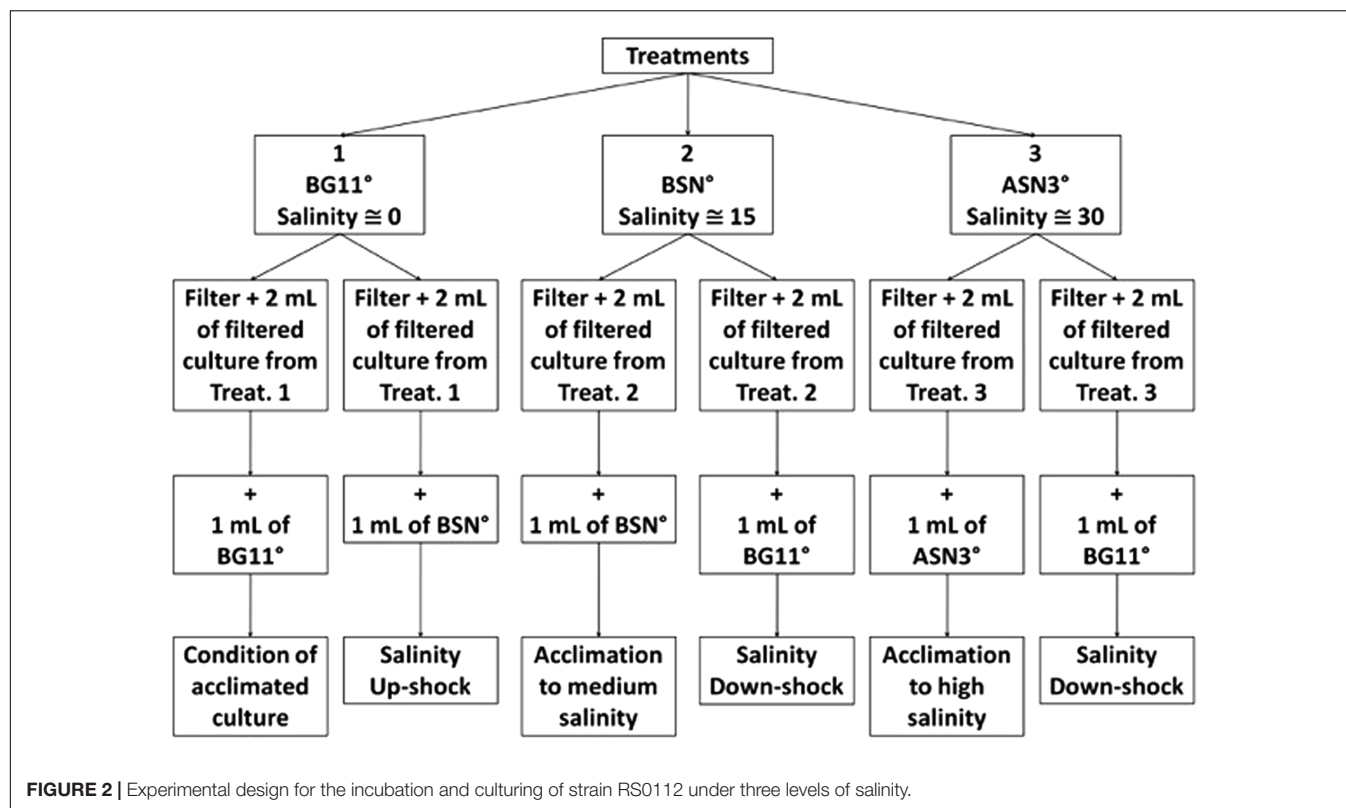 Treatments
1
BG11°
Salinity ≅ 0
2
BSN°
Salinity ≅ 15
3
ASN3°
Salinity ≅ 30
Filter + 2 mL
of filtered
culture from
Treat. 1
Filter + 2 mL
of filtered
culture from
Treat. 1
Filter + 2 mL
of filtered
culture from
Treat. 2
Filter + 2 mL
of filtered
culture from
Treat. 2
Filter + 2 mL
of filtered
culture from
Treat. 3
Filter + 2 mL
of filtered
culture from
Treat. 3
+
1 mL of
BG11°
+
1 mL of BSN°
+
1 mL of BSN°
+
1 mL of
BG11°
+
1 mL of
ASN3°
+
1 mL of
BG11°
Condition of
acclimated
culture
Salinity
Up-shock
Acclimation
to medium
salinity
Salinity
Down-shock
Acclimation
to high
salinity
Salinity
Down-shock
FIGURE 2 | Experimental design for the incubation and culturing of strain RS0112 under three levels of salinity.